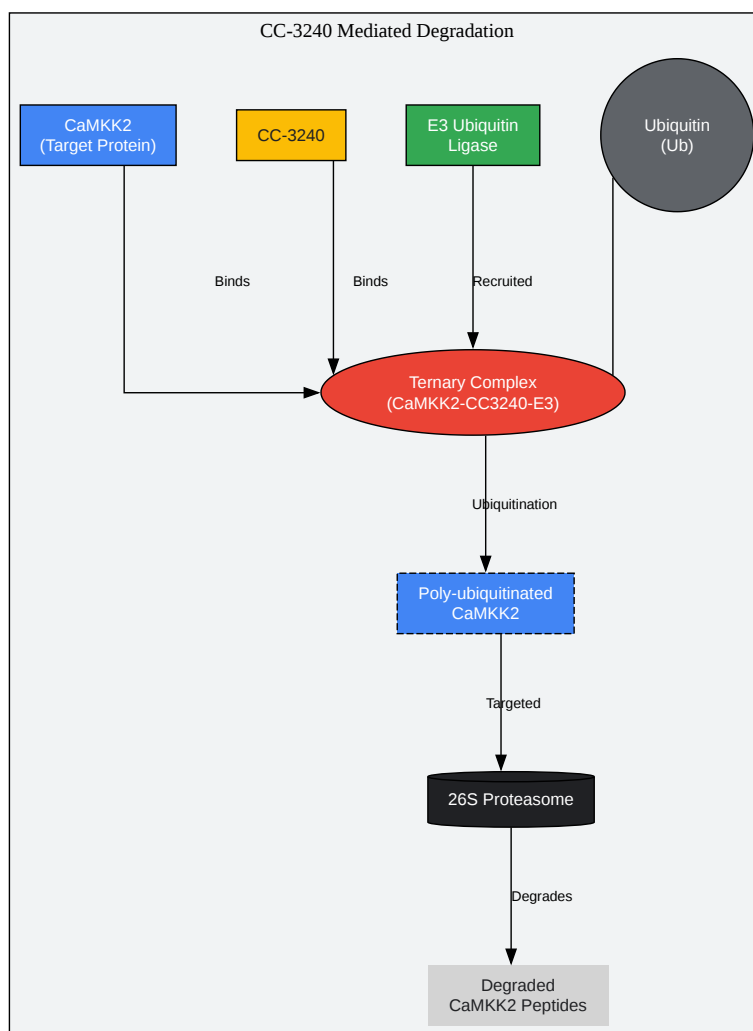 CC-3240 Mediated Degradation
CaMKK2
(Target Protein)
CC-3240
E3 Ubiquitin
Ligase
Ubiquitin
(Ub)
Binds
Binds
Recruited
Ternary Complex
(CaMKK2-CC3240-E3)
Ubiquitination
Poly-ubiquitinated
CaMKK2
Targeted
26S Proteasome
Degrades
Degraded
CaMKK2 Peptides